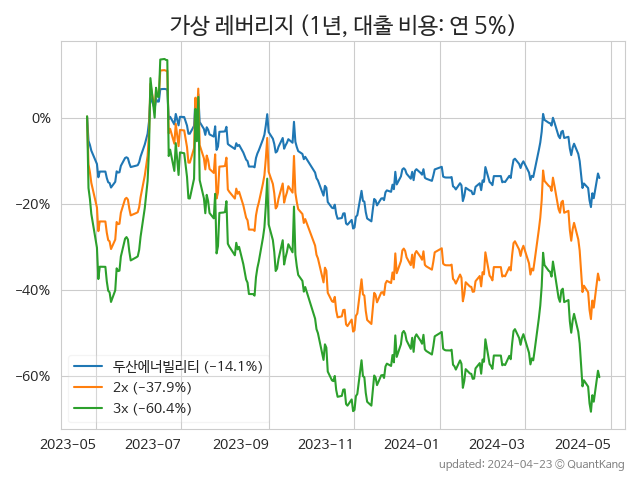 가상 레버리지 (1년, 대출 비용: 연 5%)
0%
−20%
−40%
−60%
두산에너빌리티 (−14.1%)
2x (−37.9%)
3x (−60.4%)
2023-05 2023-07 2023-09 2023-11 2024-01 2024-03 2024-05
updated: 2024-04-23 © QuantKang